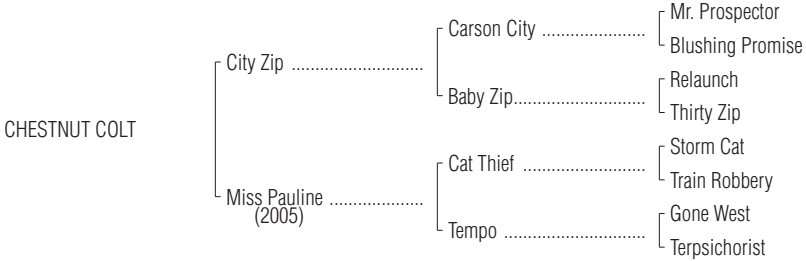 Mr. Prospector
Carson City ......................
Blushing Promise
City Zip ............................
Relaunch
Baby Zip............................
Thirty Zip
CHESTNUT COLT
Storm Cat
Cat Thief ..........................
Train Robbery
Miss Pauline ....................
(2005)
Gone West
Tempo ..............................
Terpsichorist